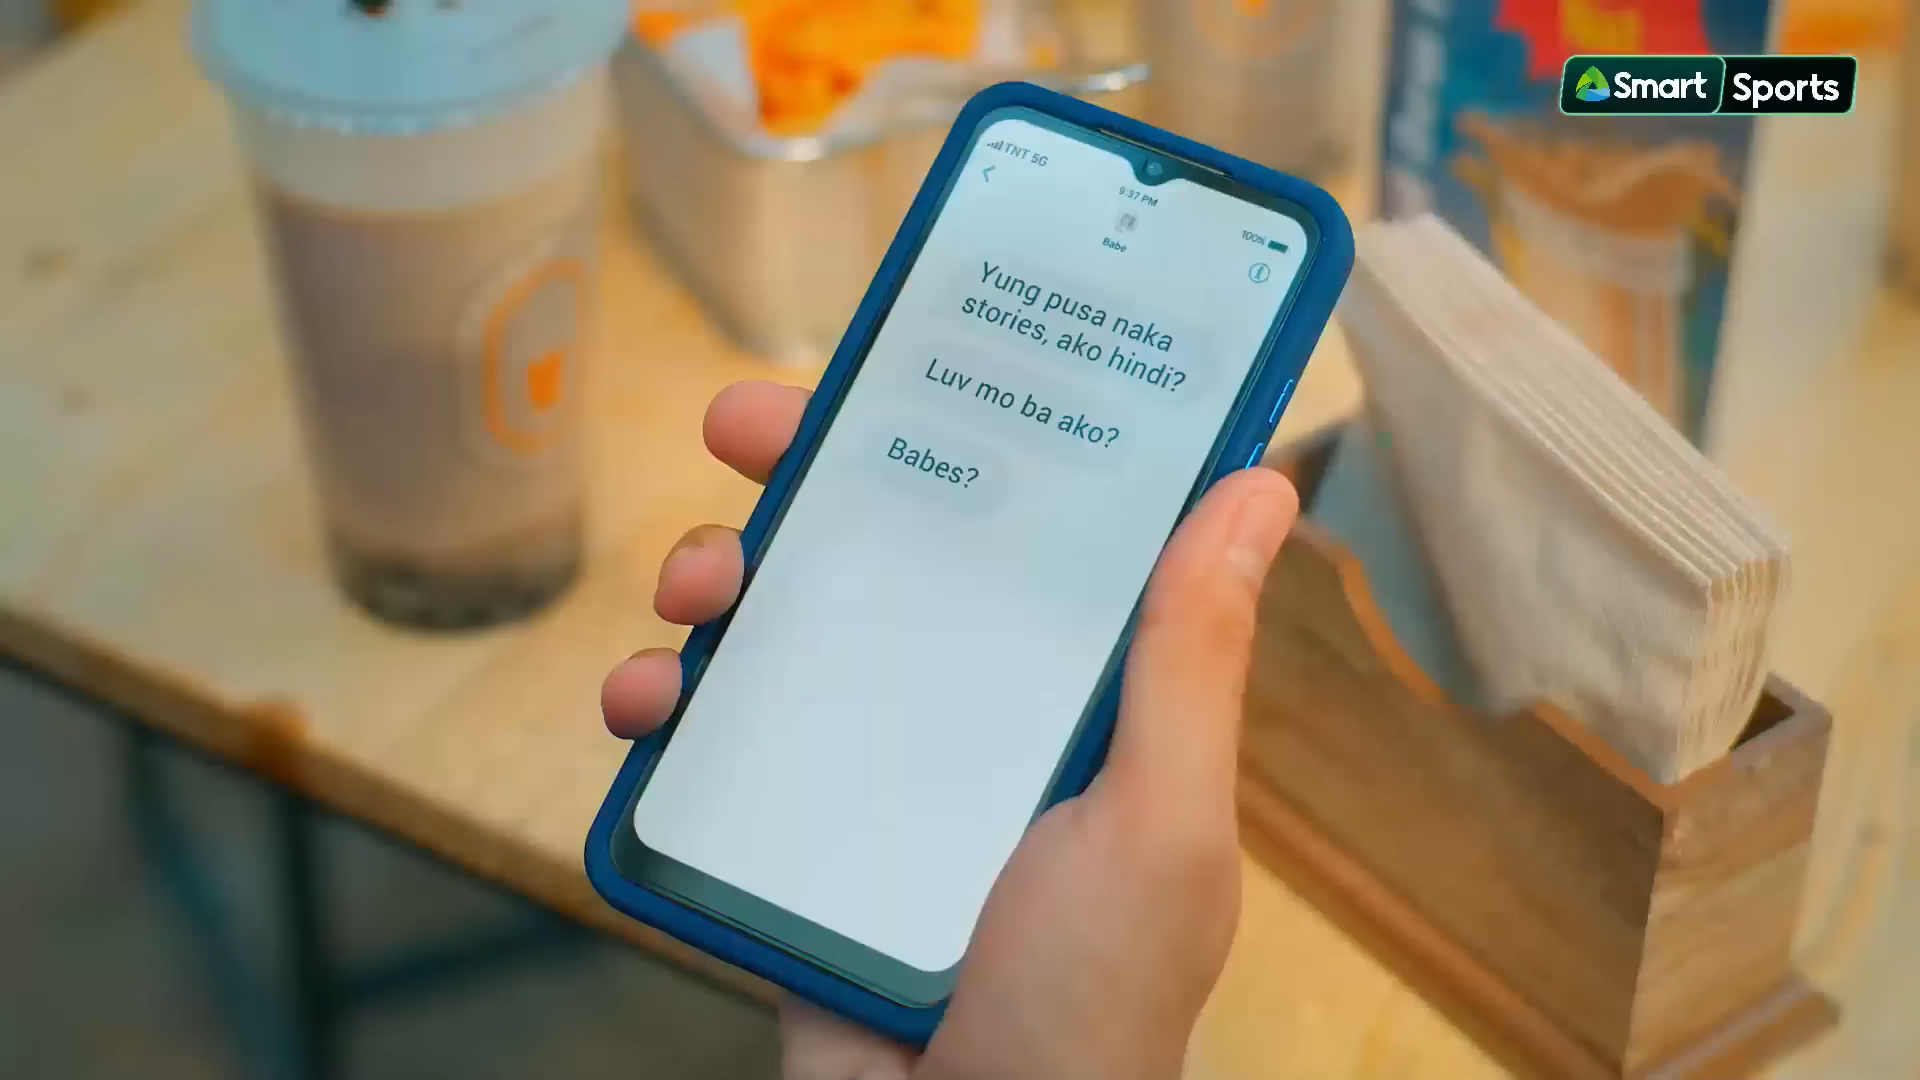 Smart Sports
TNT 5G
9:37 PM
100%
Babe
Yung pusa naka
stories, ako hindi?
Luv mo ba ako?
Babes?